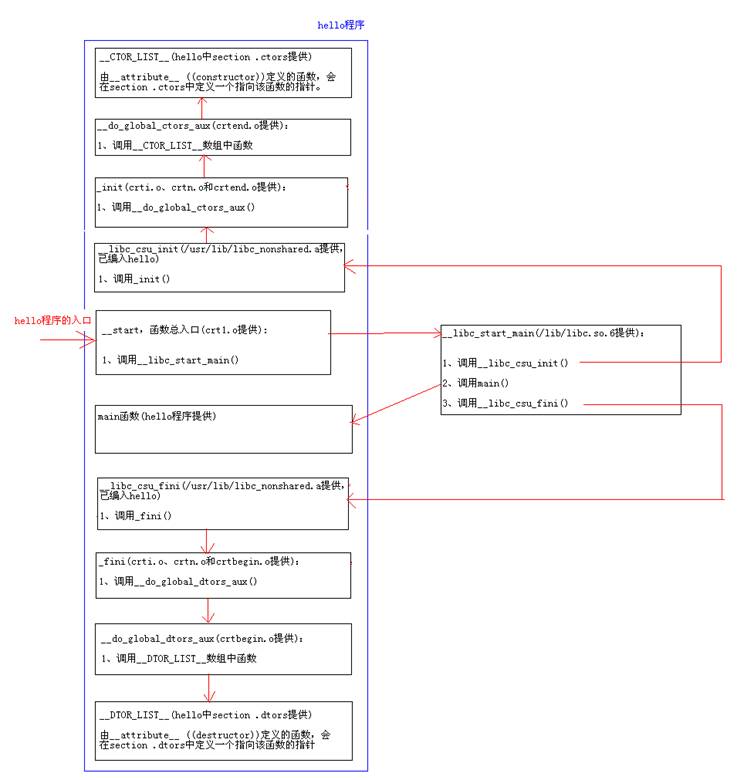 hello程序
__CTOR_LIST__(hello中section .ctors提供)
由__attribute__ ((constructor))定义的函数，会
在section .ctors中定义一个指向该函数的指针。
__do_global_ctors_aux(crtend.o提供)：
1、调用__CTOR_LIST__数组中函数
_init(crti.o、crtn.o和crtend.o提供)：
1、调用__do_global_ctors_aux()
__libc_csu_init(/usr/lib/libc_nonshared.a提供，
已编入hello)
1、调用_init()
hello程序的入口
__start，函数总入口(crt1.o提供)：
1、调用__libc_start_main()
__libc_start_main(/lib/libc.so.6提供)：
1、调用__libc_csu_init()
2、调用main()
3、调用__libc_csu_fini()
main函数(hello程序提供)
__libc_csu_fini(/usr/lib/libc_nonshared.a提供，
已编入hello)
1、调用_fini()
_fini(crti.o、crtn.o和crtbegin.o提供)：
1、调用__do_global_dtors_aux()
__do_global_dtors_aux(crtbegin.o提供)：
1、调用__DTOR_LIST__数组中函数
__DTOR_LIST__(hello中section .dtors提供)
由__attribute__ ((destructor))定义的函数，会
在section .dtors中定义一个指向该函数的指针